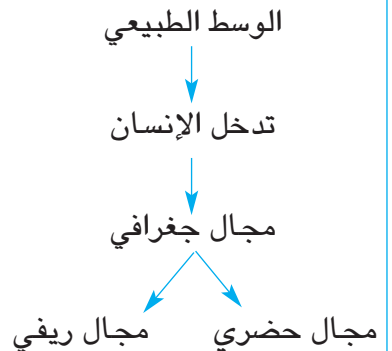 الوسط الطبيعي
تدخل الإنسان
مجال جغرافي
مجال حضري
مجال ريفي